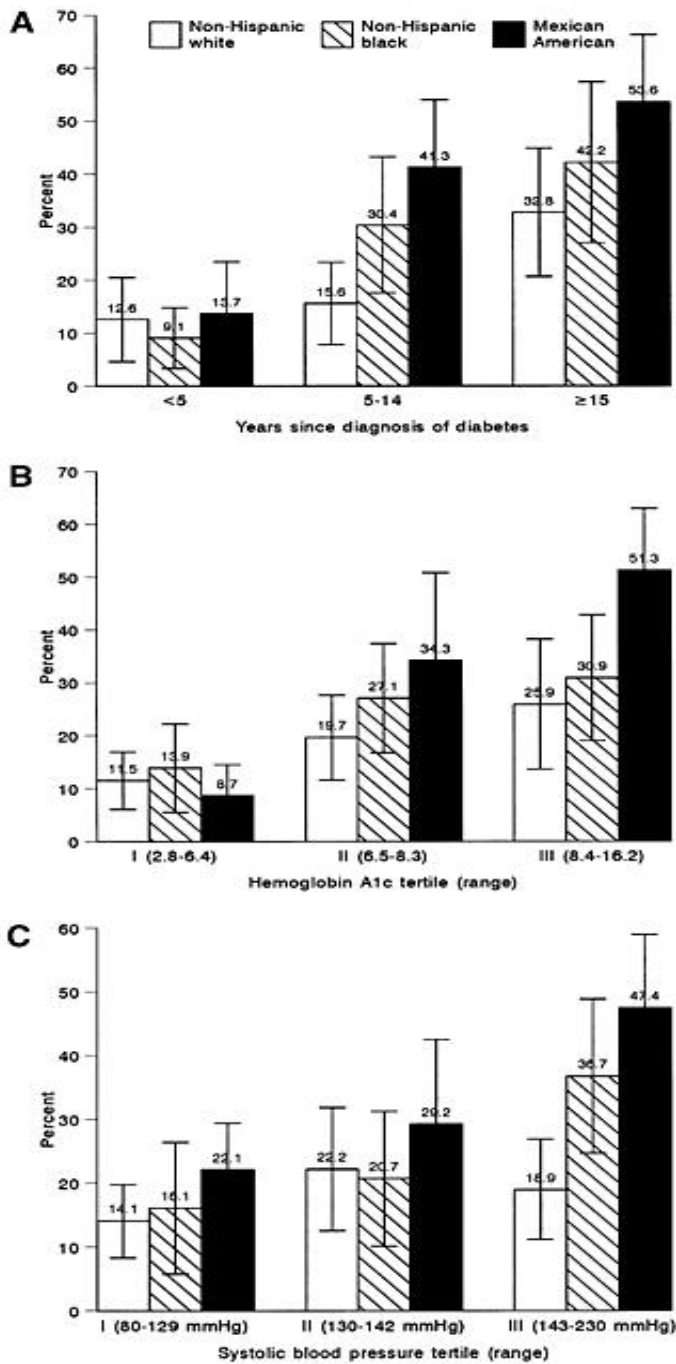 A
70
60
50
40
30
20
10
0
Percent
Non-Hispanic white
Non-Hispanic black
Mexican American
12.6
9.1
13.7
15.6
30.4
41.3
32.8
42.2
53.6
<5
5-14
≥15
Years since diagnosis of diabetes
B
70
60
50
40
30
20
10
0
Percent
11.5
13.9
8.7
19.7
27.1
34.3
25.9
30.9
51.3
I (2.8-6.4)
II (6.5-8.3)
III (8.4-16.2)
Hemoglobin A1c tertile (range)
C
60
50
40
30
20
10
0
Percent
14.1
16.1
22.1
22.2
20.7
29.2
18.9
36.7
47.4
I (80-129 mmHg)
II (130-142 mmHg)
III (143-230 mmHg)
Systolic blood pressure tertile (range)